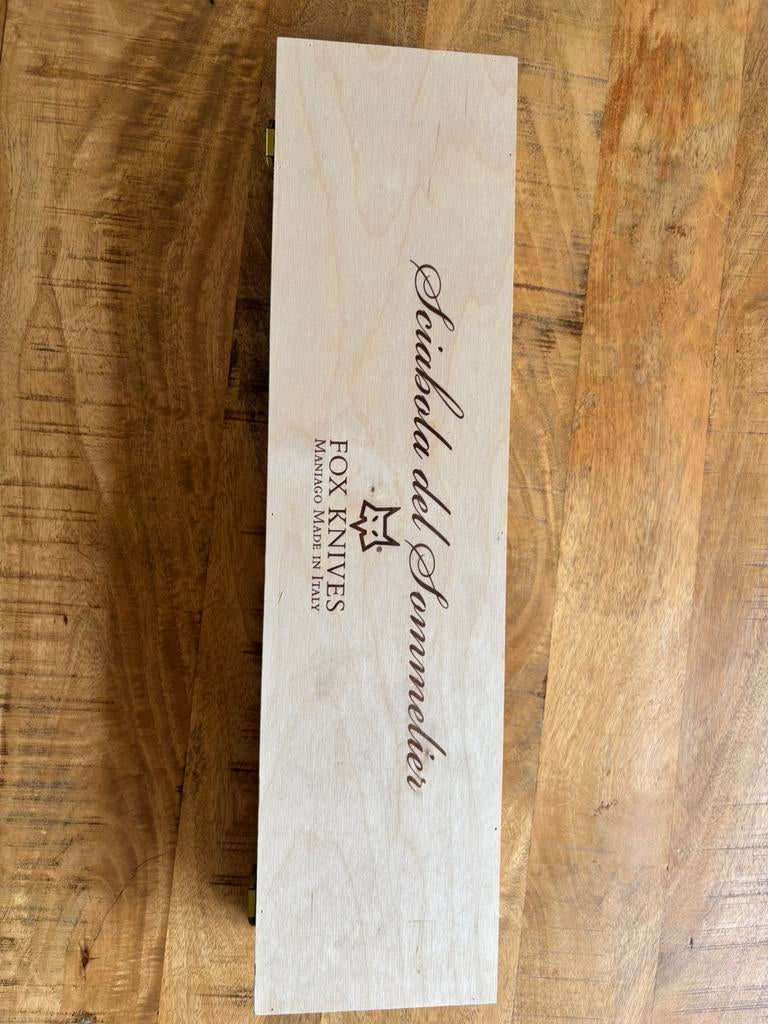 Sciabola del Sommelier
®
FOX KNIVES
MANIAGO MADE IN ITALY